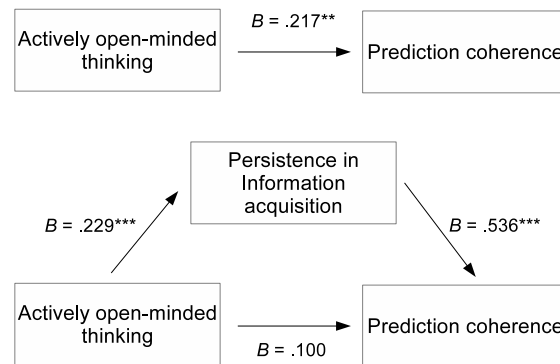 B = .217**
Actively open-minded
thinking
Prediction coherence
Persistence in
Information
acquisition
B = .229***
B = .536***
Actively open-minded
thinking
Prediction coherence
B = .100